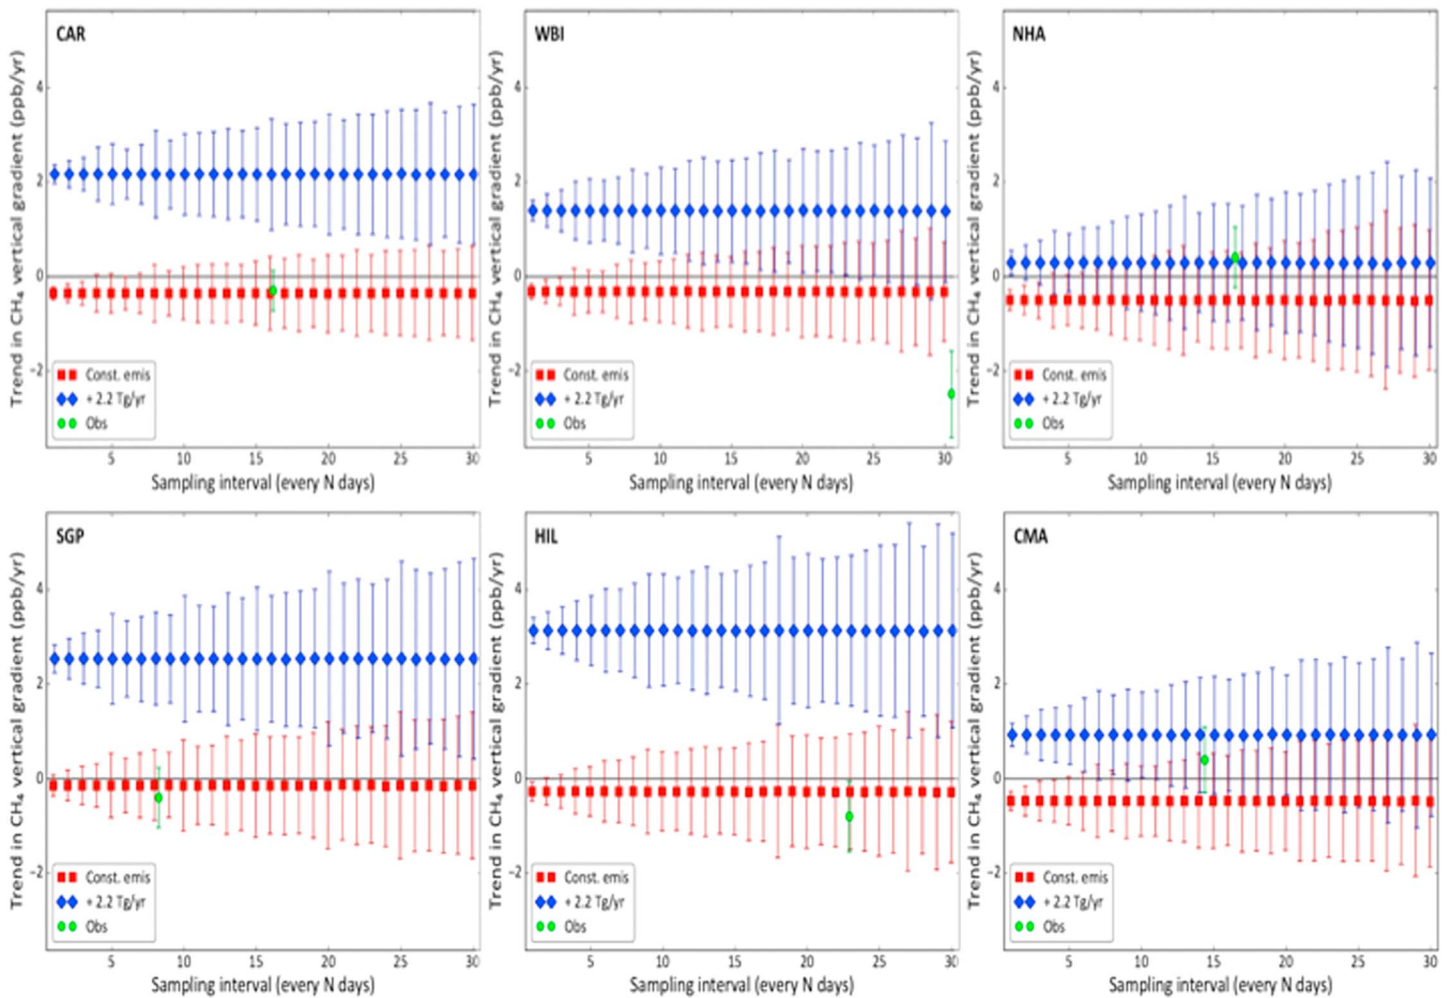 CAR
Trend in CH₄ vertical gradient (ppb/yr)
4
2
0
−2
Const. emis
+ 2.2 Tg/yr
Obs
5 10 15 20 25 30
Sampling interval (every N days)
WBI
Trend in CH₄ vertical gradient (ppb/yr)
4
2
0
−2
Const. emis
+ 2.2 Tg/yr
Obs
5 10 15 20 25 30
Sampling interval (every N days)
NHA
Trend in CH₄ vertical gradient (ppb/yr)
4
2
0
−2
Const. emis
+ 2.2 Tg/yr
Obs
5 10 15 20 25 30
Sampling interval (every N days)
SGP
Trend in CH₄ vertical gradient (ppb/yr)
4
2
0
−2
Const. emis
+ 2.2 Tg/yr
Obs
5 10 15 20 25 30
Sampling interval (every N days)
HIL
Trend in CH₄ vertical gradient (ppb/yr)
4
2
0
−2
Const. emis
+ 2.2 Tg/yr
Obs
5 10 15 20 25 30
Sampling interval (every N days)
CMA
Trend in CH₄ vertical gradient (ppb/yr)
4
2
0
−2
Const. emis
+ 2.2 Tg/yr
Obs
5 10 15 20 25 30
Sampling interval (every N days)